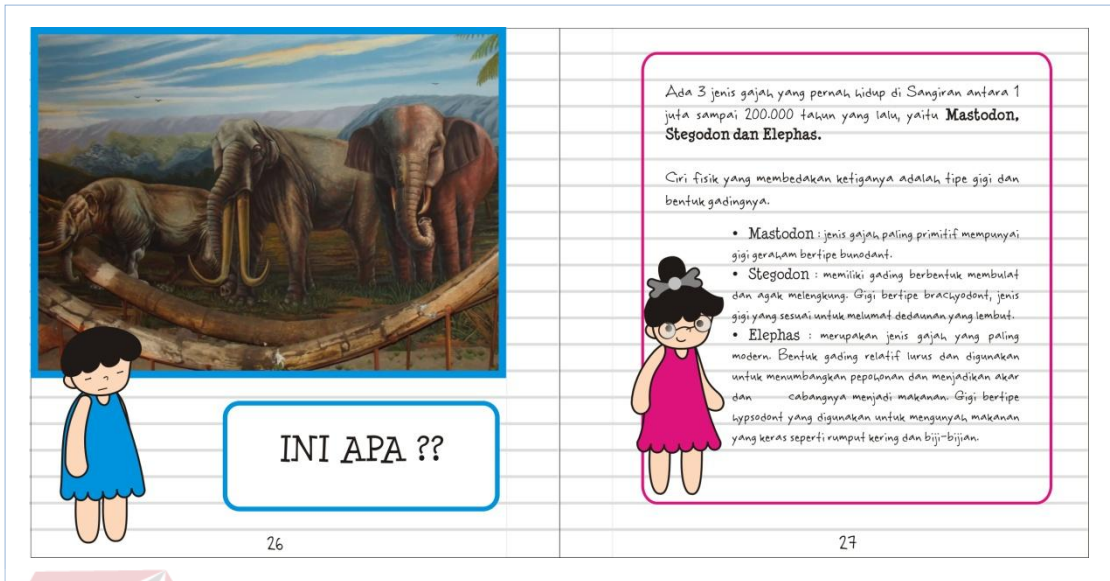 INI APA ??
26
Ada 3 jenis gajah yang pernah hidup di Sangiran antara 1
juta sampai 200.000 tahun yang lalu, yaitu Mastodon,
Stegodon dan Elephas.
Ciri fisik yang membedakan ketiganya adalah tipe gigi dan
bentuk gadingnya.
• Mastodon : jenis gajah paling primitif mempunyai
gigi geraham bertipe bunodant.
• Stegodon : memiliki gading berbentuk membulat
dan agak melengkung. Gigi bertipe brachyodont, jenis
gigi yang sesuai untuk melumat dedaunan yang lembut.
• Elephas : merupakan jenis gajah yang paling
modern. Bentuk gading relatif lurus dan digunakan
untuk menumbangkan pepohonan dan menjadikan akar
dan cabangnya menjadi makanan. Gigi bertipe
hypsodont yang digunakan untuk mengunyah makanan
yang keras seperti rumput kering dan biji-bijian.
27